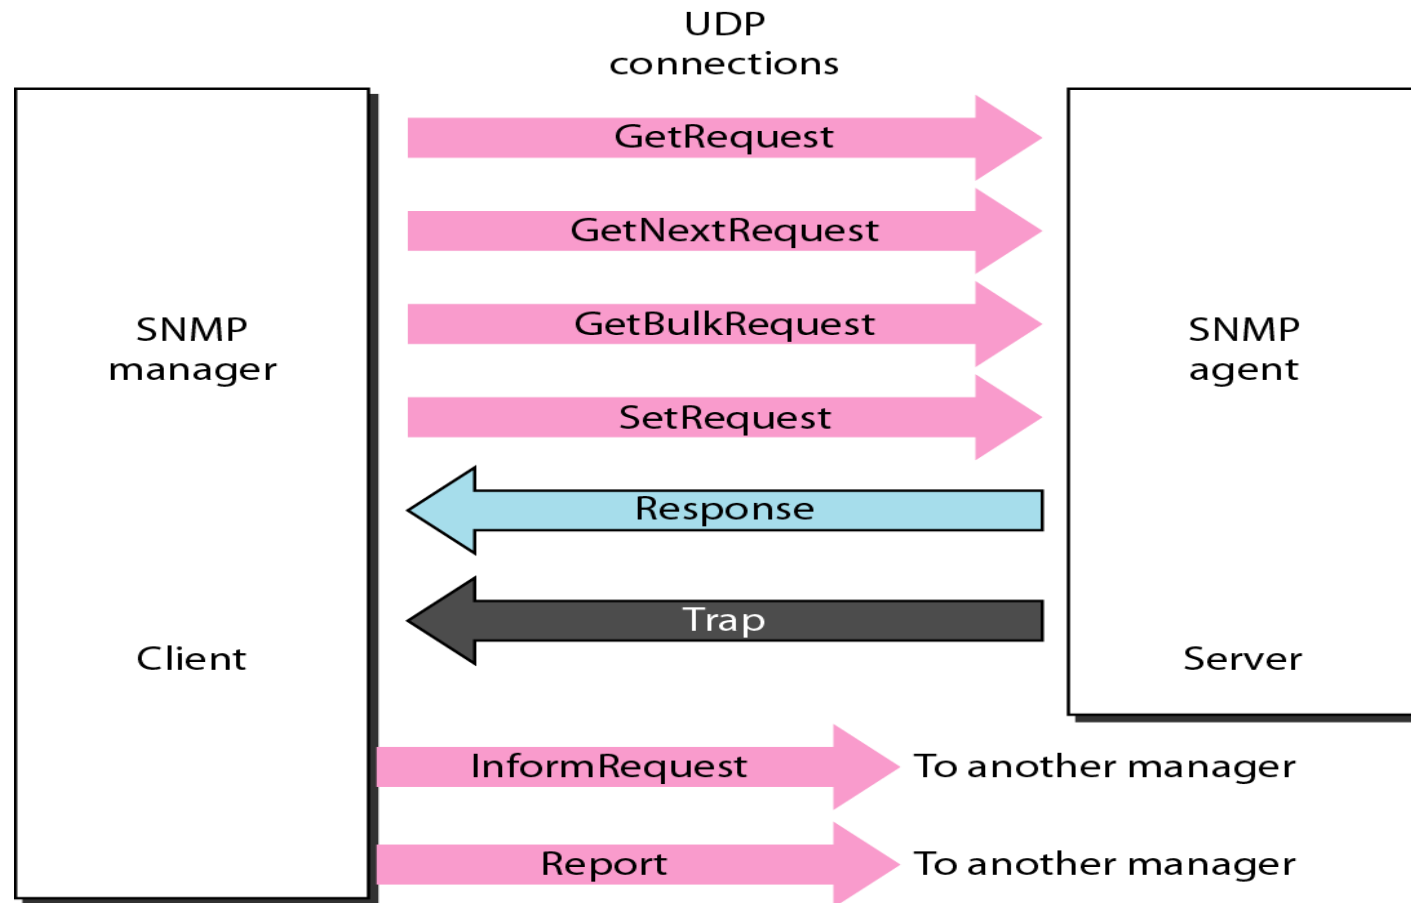 UDP
connections
GetRequest
GetNextRequest
GetBulkRequest
SNMP
manager
SNMP
agent
SetRequest
Response
Trap
Client
Server
InformRequest
To another manager
Report
To another manager